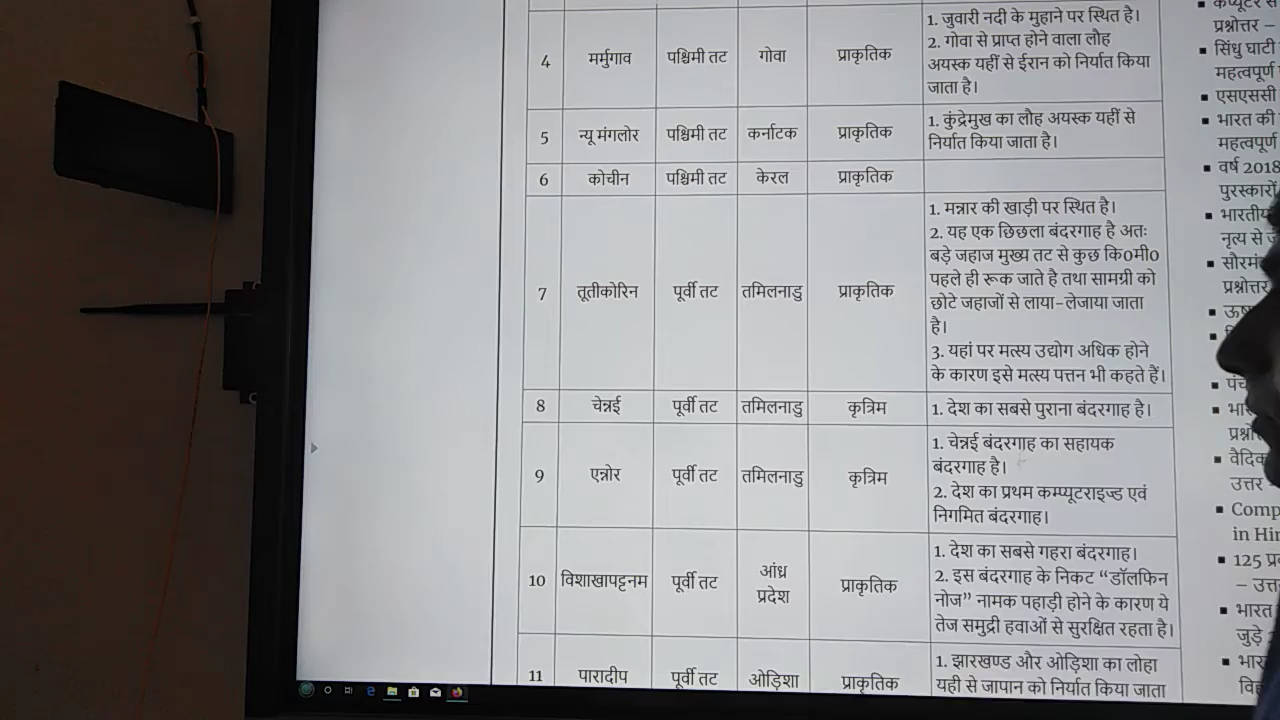 4 मर्मुगाव पश्चिमी तट गोवा प्राकृतिक
1. जुवारी नदी के मुहाने पर स्थित है।
2. गोवा से प्राप्त होने वाला लौह
अयस्क यहीं से ईरान को निर्यात किया
जाता है।
5 न्यू मंगलोर पश्चिमी तट कर्नाटक प्राकृतिक
1. कुंद्रेमुख का लौह अयस्क यहीं से
निर्यात किया जाता है।
6 कोचीन पश्चिमी तट केरल प्राकृतिक
7 तूतीकोरिन पूर्वी तट तमिलनाडु प्राकृतिक
1. मन्नार की खाड़ी पर स्थित है।
2. यह एक छिछला बंदरगाह है अतः
बड़े जहाज मुख्य तट से कुछ कि0मी0
पहले ही रूक जाते है तथा सामग्री को
छोटे जहाजों से लाया-लेजाया जाता
है।
3. यहां पर मत्स्य उद्योग अधिक होने
के कारण इसे मत्स्य पत्तन भी कहते हैं।
8 चेन्नई पूर्वी तट तमिलनाडु कृत्रिम
1. देश का सबसे पुराना बंदरगाह है।
9 एन्नोर पूर्वी तट तमिलनाडु कृत्रिम
1. चेन्नई बंदरगाह का सहायक
बंदरगाह है।
2. देश का प्रथम कम्प्यूटराइज्ड एवं
निगमित बंदरगाह।
10 विशाखापट्टनम पूर्वी तट आंध्र
प्रदेश प्राकृतिक
1. देश का सबसे गहरा बंदरगाह।
2. इस बंदरगाह के निकट “डॉलफिन
नोज” नामक पहाड़ी होने के कारण ये
तेज समुद्री हवाओं से सुरक्षित रहता है।
11 पारादीप पूर्वी तट ओड़िशा प्राकृतिक
1. झारखण्ड और ओड़िशा का लोहा
यही से जापान को निर्यात किया जाता
प्रश्नोत्तर –
सिंधु घाटी
महत्वपूर्ण
एसएससी
भारत की
महत्वपूर्ण
वर्ष 2018
पुरस्कारों
भारतीय
नृत्य से
प्रश्नोत्तर
वैदिक
उत्तर
Comp
in Hin
125
भारत
जुड़े